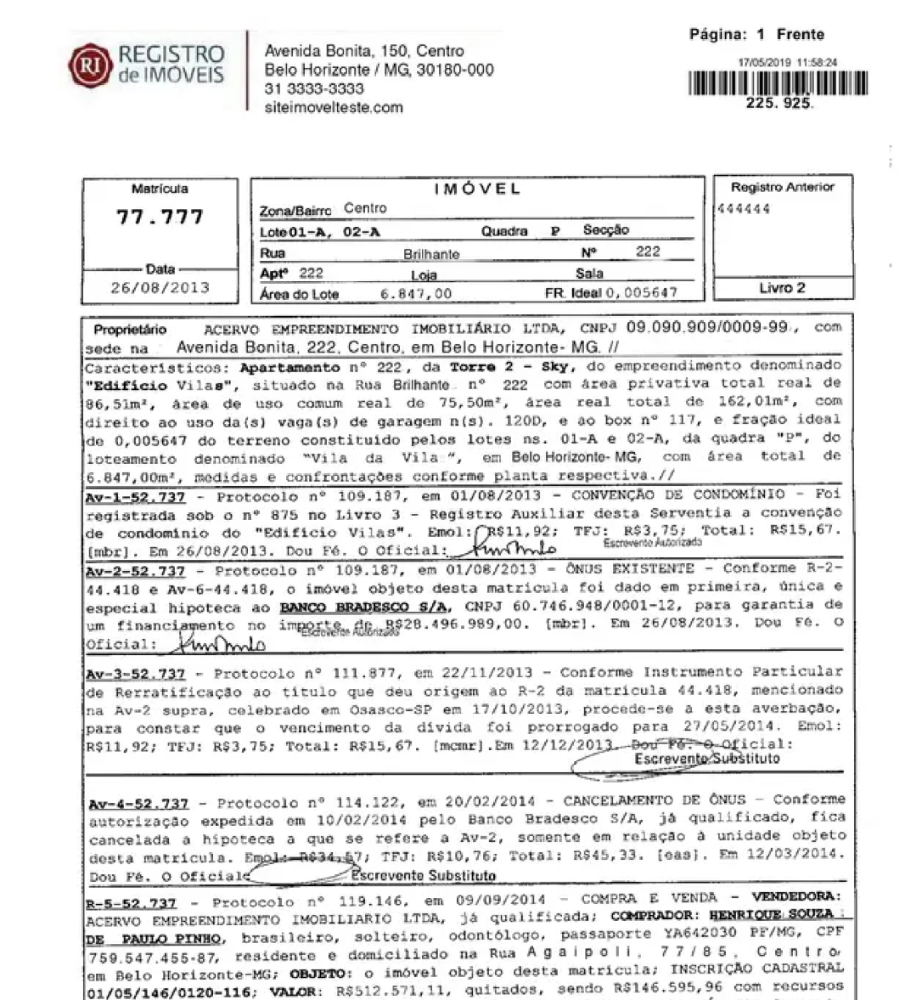 Página: 1 Frente
REGISTRO
de IMÓVEIS
RI
Avenida Bonita, 150, Centro
Belo Horizonte / MG, 30180-000
31 3333-3333
siteimovelteste.com
17/05/2019 11:58:24
225. 925.
Matrícula
77.777
Data
26/08/2013
IMÓVEL
Zona/Bairro Centro
Lote 01-A, 02-A Quadra P Secção
Rua Brilhante Nº 222
Aptº 222 Loja Sala
Área do Lote 6.847,00 FR. Ideal 0,005647
Registro Anterior
444444
Livro 2
Proprietário ACERVO EMPREENDIMENTO IMOBILIÁRIO LTDA, CNPJ 09.090.909/0009-99, com
sede na Avenida Bonita, 222, Centro, em Belo Horizonte- MG. //
Característicos: Apartamento nº 222, da Torre 2 - Sky, do empreendimento denominado
"Edifício Vilas", situado na Rua Brilhante nº 222 com área privativa total real de
86,51m², área de uso comum real de 75,50m², área real total de 162,01m², com
direito ao uso da(s) vaga(s) de garagem n(s). 120D, e ao box nº 117, e fração ideal
de 0,005647 do terreno constituido pelos lotes ns. 01-A e 02-A, da quadra "P", do
loteamento denominado "Vila da Vila", em Belo Horizonte- MG, com área total de
6.847,00m², medidas e confrontações conforme planta respectiva.//
Av-1-52.737 - Protocolo nº 109.187, em 01/08/2013 - CONVENÇÃO DE CONDOMÍNIO - Foi
registrada sob o nº 875 no Livro 3 - Registro Auxiliar desta Serventia a convenção
de condomínio do "Edifício Vilas". Emol: R$11,92; TFJ: R$3,75; Total: R$15,67.
[mbr]. Em 26/08/2013. Dou Fé. O Oficial: Escrevente Autorizada
Av-2-52.737 - Protocolo nº 109.187, em 01/08/2013 - ÔNUS EXISTENTE - Conforme R-2-
44.418 e Av-6-44.418, o imóvel objeto desta matrícula foi dado em primeira, única e
especial hipoteca ao BANCO BRADESCO S/A, CNPJ 60.746.948/0001-12, para garantia de
um financiamento no importe de R$28.496.989,00. [mbr]. Em 26/08/2013. Dou Fé. O
Escrevente Autorizada
Oficial:
Av-3-52.737 - Protocolo nº 111.877, em 22/11/2013 - Conforme Instrumento Particular
de Rerratificação ao título que deu origem ao R-2 da matrícula 44.418, mencionado
na Av-2 supra, celebrado em Osasco-SP em 17/10/2013, procede-se a esta averbação,
para constar que o vencimento da dívida foi prorrogado para 27/05/2014. Emol:
R$11,92; TFJ: R$3,75; Total: R$15,67. [mcmr].Em 12/12/2013. Dou Fé. O Oficial:
Escrevente Substituto
Av-4-52.737 - Protocolo nº 114.122, em 20/02/2014 - CANCELAMENTO DE ÔNUS - Conforme
autorização expedida em 10/02/2014 pelo Banco Bradesco S/A, já qualificado, fica
cancelada a hipoteca a que se refere a Av-2, somente em relação à unidade objeto
desta matrícula. Emol: R$34,57; TFJ: R$10,76; Total: R$45,33. [eas]. Em 12/03/2014.
Dou Fé. O Oficial: Escrevente Substituto
R-5-52.737 - Protocolo nº 119.146, em 09/09/2014 - COMPRA E VENDA - VENDEDORA:
ACERVO EMPREENDIMENTO IMOBILIARIO LTDA, já qualificada; COMPRADOR: HENRIQUE SOUZA
DE PAULO PINHO, brasileiro, solteiro, odontólogo, passaporte YA642030 PF/MG, CPF
759.547.455-87, residente e domiciliado na Rua Agaipoli, 77/85, Centro,
em Belo Horizonte-MG; OBJETO: o imóvel objeto desta matrícula; INSCRIÇÃO CADASTRAL
01/05/146/0120-116; VALOR: R$512.571,11, quitados, sendo R$146.595,96 com recursos